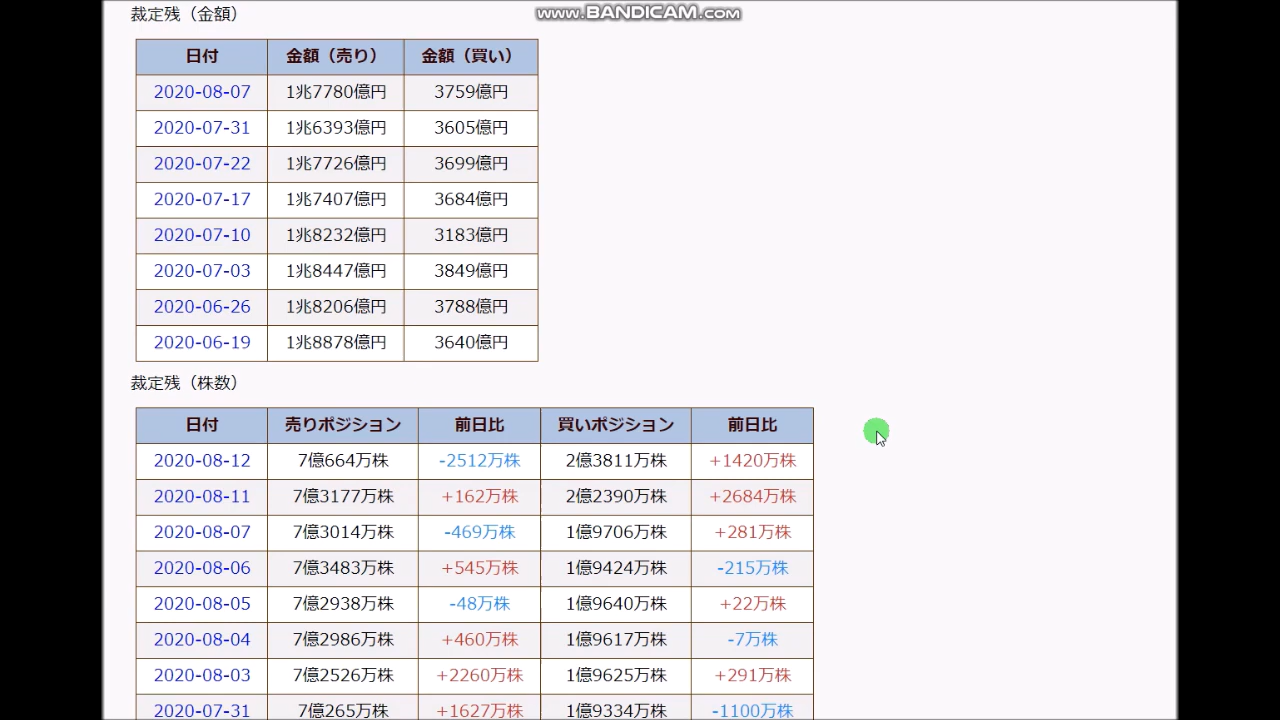 www.BANDICAM.com
裁定残（金額）
日付 金額（売り） 金額（買い）
2020-08-07 1兆7780億円 3759億円
2020-07-31 1兆6393億円 3605億円
2020-07-22 1兆7726億円 3699億円
2020-07-17 1兆7407億円 3684億円
2020-07-10 1兆8232億円 3183億円
2020-07-03 1兆8447億円 3849億円
2020-06-26 1兆8206億円 3788億円
2020-06-19 1兆8878億円 3640億円
裁定残（株数）
日付 売りポジション 前日比 買いポジション 前日比
2020-08-12 7億664万株 -2512万株 2億3811万株 +1420万株
2020-08-11 7億3177万株 +162万株 2億2390万株 +2684万株
2020-08-07 7億3014万株 -469万株 1億9706万株 +281万株
2020-08-06 7億3483万株 +545万株 1億9424万株 -215万株
2020-08-05 7億2938万株 -48万株 1億9640万株 +22万株
2020-08-04 7億2986万株 +460万株 1億9617万株 -7万株
2020-08-03 7億2526万株 +2260万株 1億9625万株 +291万株
2020-07-31 7億265万株 +1627万株 1億9334万株 -1100万株